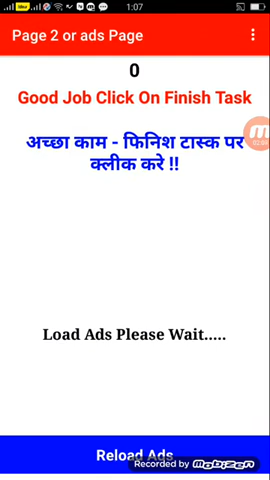 idea 1:07
Page 2 or ads Page
0
Good Job Click On Finish Task
अच्छा काम - फिनिश टास्क पर
क्लीक करे !!
Load Ads Please Wait.....
Reload Ads
Recorded by mobizen